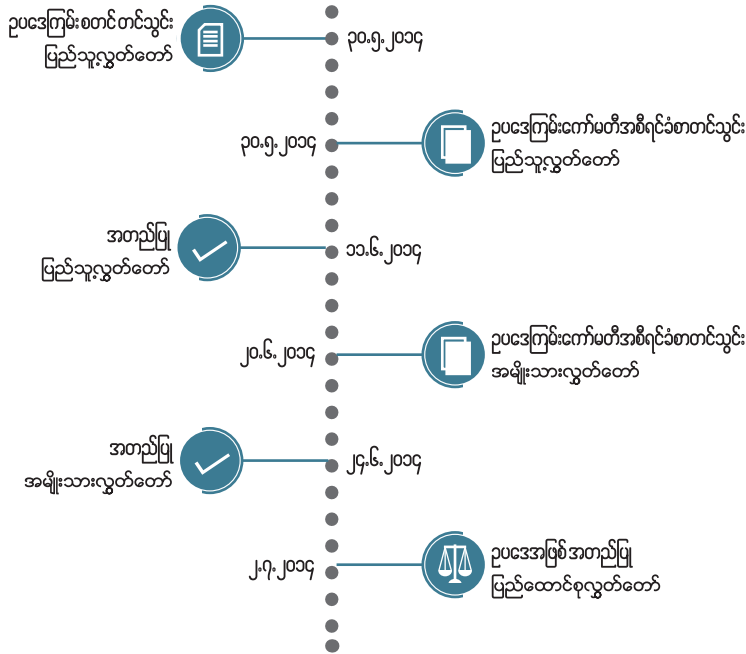 ဥပဒေကြမ်းစတင်တင်သွင်း
ပြည်သူ့လွှတ်တော်
၃၀.၅.၂၀၁၄
၃၀.၅.၂၀၁၄
ဥပဒေကြမ်းကော်မတီအစီရင်ခံစာတင်သွင်း
ပြည်သူ့လွှတ်တော်
အတည်ပြု
ပြည်သူ့လွှတ်တော်
၁၁.၆.၂၀၁၄
၂၀.၆.၂၀၁၄
ဥပဒေကြမ်းကော်မတီအစီရင်ခံစာတင်သွင်း
အမျိုးသားလွှတ်တော်
အတည်ပြု
အမျိုးသားလွှတ်တော်
၂၄.၆.၂၀၁၄
၂.၇.၂၀၁၄
ဥပဒေအဖြစ်အတည်ပြု
ပြည်ထောင်စုလွှတ်တော်